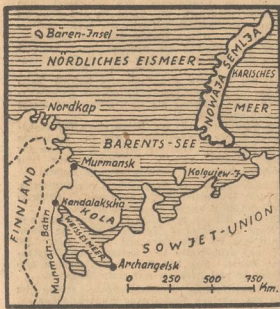 Bären-Insel
NÖRDLICHES EISMEER
NOWAJA SEMLJA
KARISCHES
MEER
Nordkap
BARENTS-SEE
Murmansk
Kolgujew-J.
FINNLAND
Kandalakscha
KOLA
WEISSES MEER
SOWJET-UNION
Murman-Bahn
Archangelsk
0 250 500 750
Km.